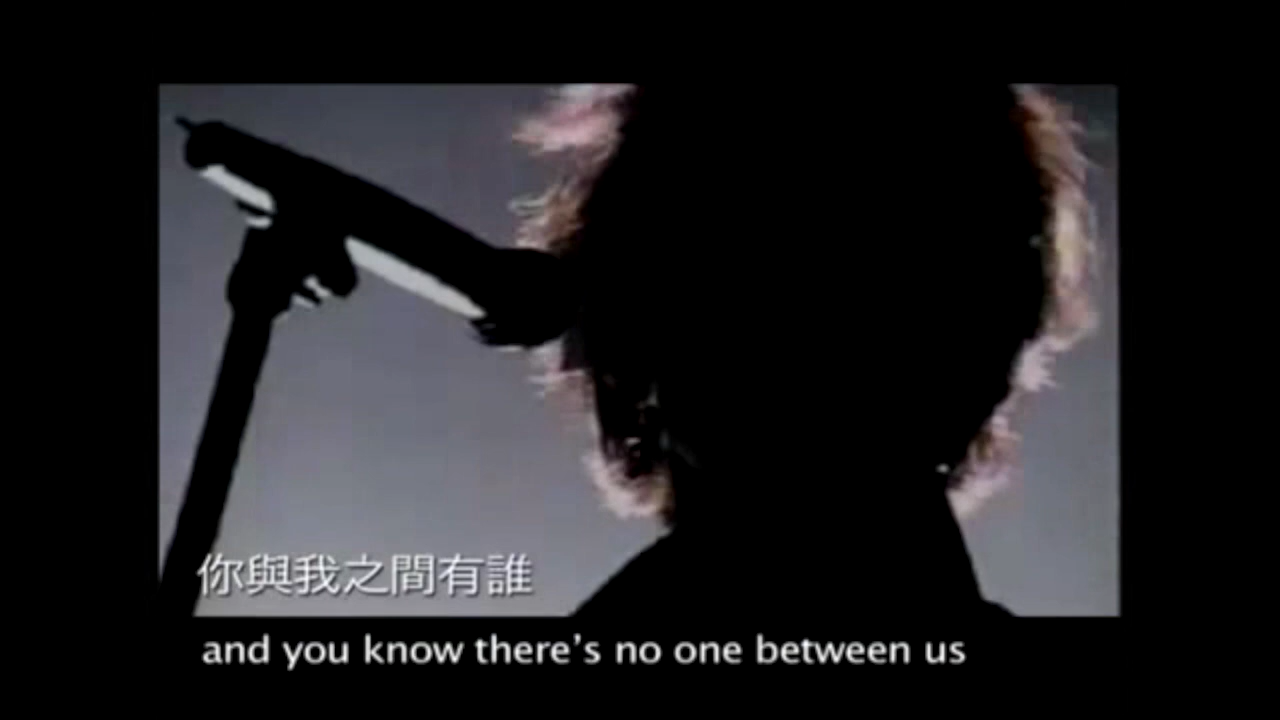 你與我之間有誰
and you know there's no one between us